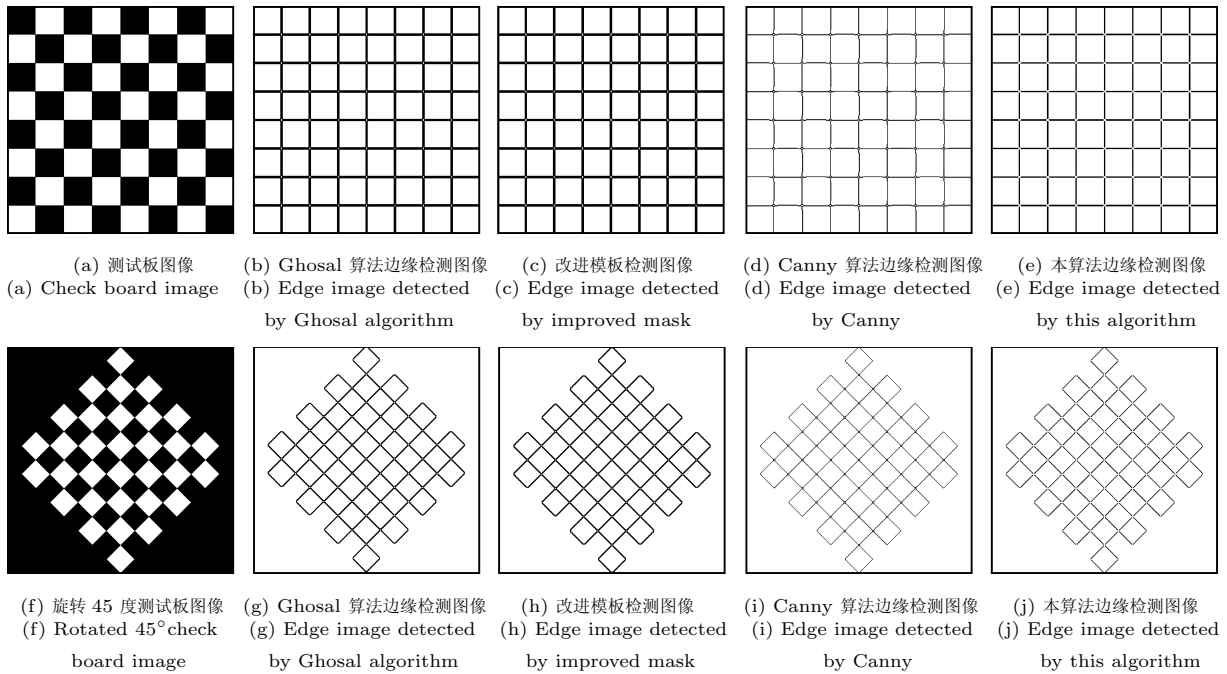 (a) 测试板图像
(a) Check board image
(b) Ghosal 算法边缘检测图像
(b) Edge image detected
by Ghosal algorithm
(c) 改进模板检测图像
(c) Edge image detected
by improved mask
(d) Canny 算法边缘检测图像
(d) Edge image detected
by Canny
(e) 本算法边缘检测图像
(e) Edge image detected
by this algorithm
(f) 旋转 45 度测试板图像
(f) Rotated 45°check
board image
(g) Ghosal 算法边缘检测图像
(g) Edge image detected
by Ghosal algorithm
(h) 改进模板检测图像
(h) Edge image detected
by improved mask
(i) Canny 算法边缘检测图像
(i) Edge image detected
by Canny
(j) 本算法边缘检测图像
(j) Edge image detected
by this algorithm